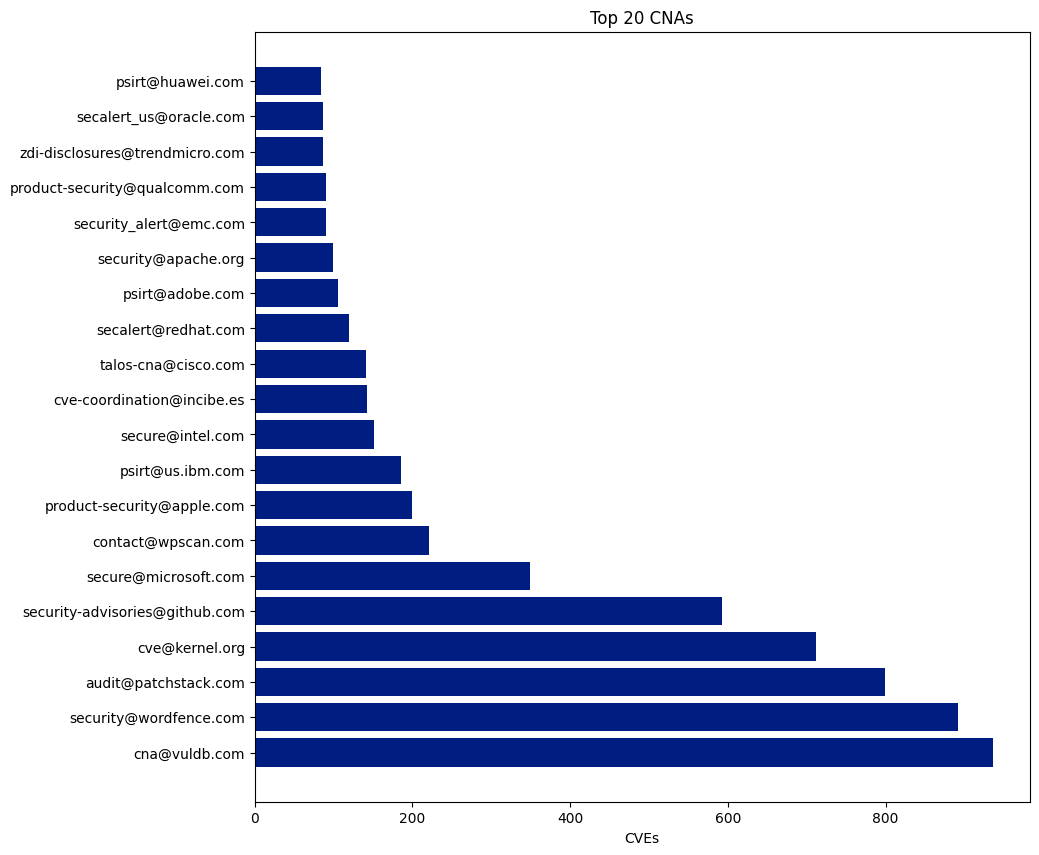 Top 20 CNAs
psirt@huawei.com
secalert_us@oracle.com
zdi-disclosures@trendmicro.com
product-security@qualcomm.com
security_alert@emc.com
security@apache.org
psirt@adobe.com
secalert@redhat.com
talos-cna@cisco.com
cve-coordination@incibe.es
secure@intel.com
psirt@us.ibm.com
product-security@apple.com
contact@wpscan.com
secure@microsoft.com
security-advisories@github.com
cve@kernel.org
audit@patchstack.com
security@wordfence.com
cna@vuldb.com
0 200 400 600 800
CVEs